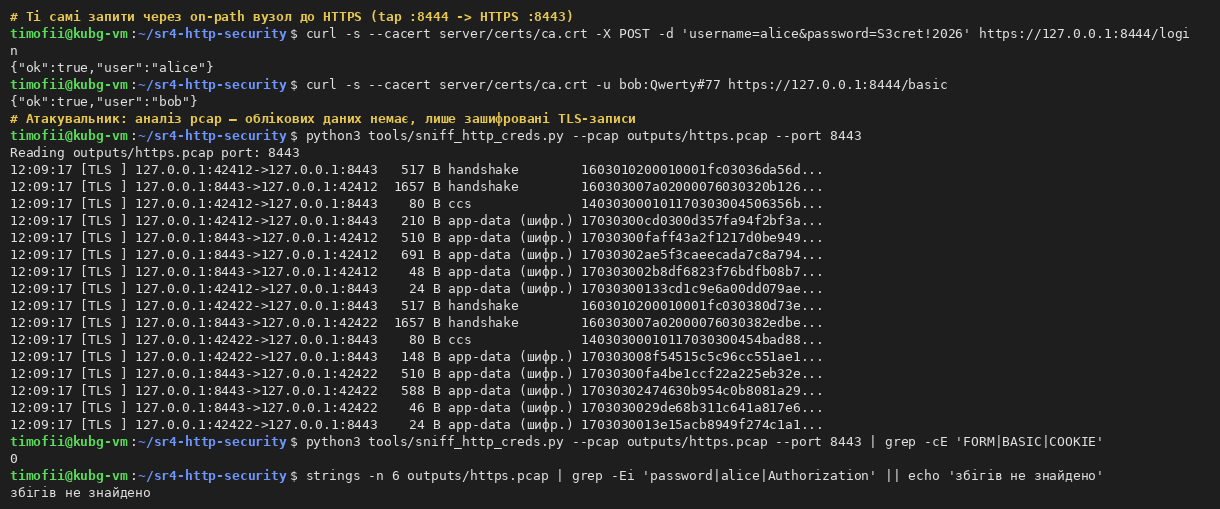 # Ті самі запити через on-path вузол до HTTPS (tap :8444 -> HTTPS :8443)
timofii@kubg-vm:~/sr4-http-security$ curl -s --cacert server/certs/ca.crt -X POST -d 'username=alice&password=S3cret!2026' https://127.0.0.1:8444/logi
n
{"ok":true,"user":"alice"}
timofii@kubg-vm:~/sr4-http-security$ curl -s --cacert server/certs/ca.crt -u bob:Qwerty#77 https://127.0.0.1:8444/basic
{"ok":true,"user":"bob"}
# Атакувальник: аналіз pcap — облікових даних немає, лише зашифровані TLS-записи
timofii@kubg-vm:~/sr4-http-security$ python3 tools/sniff_http_creds.py --pcap outputs/https.pcap --port 8443
Reading outputs/https.pcap port: 8443
12:09:17 [TLS ] 127.0.0.1:42412->127.0.0.1:8443   517 B handshake        1603010200010001fc03036da56d...
12:09:17 [TLS ] 127.0.0.1:8443->127.0.0.1:42412  1657 B handshake        160303007a02000076030320b126...
12:09:17 [TLS ] 127.0.0.1:42412->127.0.0.1:8443    80 B ccs              140303000101170303004506356b...
12:09:17 [TLS ] 127.0.0.1:42412->127.0.0.1:8443   210 B app-data (шифр.) 17030300cd0300d357fa94f2bf3a...
12:09:17 [TLS ] 127.0.0.1:8443->127.0.0.1:42412   510 B app-data (шифр.) 17030300faff43a2f1217d0be949...
12:09:17 [TLS ] 127.0.0.1:8443->127.0.0.1:42412   691 B app-data (шифр.) 17030302ae5f3caeecada7c8a794...
12:09:17 [TLS ] 127.0.0.1:8443->127.0.0.1:42412    48 B app-data (шифр.) 170303002b8df6823f76bdfb08b7...
12:09:17 [TLS ] 127.0.0.1:42412->127.0.0.1:8443    24 B app-data (шифр.) 17030300133cd1c9e6a00dd079ae...
12:09:17 [TLS ] 127.0.0.1:42422->127.0.0.1:8443   517 B handshake        1603010200010001fc030380d73e...
12:09:17 [TLS ] 127.0.0.1:8443->127.0.0.1:42422  1657 B handshake        160303007a02000076030382edbe...
12:09:17 [TLS ] 127.0.0.1:42422->127.0.0.1:8443    80 B ccs              1403030001011703030000454bad88...
12:09:17 [TLS ] 127.0.0.1:42422->127.0.0.1:8443   148 B app-data (шифр.) 170303008f54515c5c96cc551ae1...
12:09:17 [TLS ] 127.0.0.1:8443->127.0.0.1:42422   510 B app-data (шифр.) 17030300fa4be1ccf22a225eb32e...
12:09:17 [TLS ] 127.0.0.1:8443->127.0.0.1:42422   588 B app-data (шифр.) 17030302474630b954c0b8081a29...
12:09:17 [TLS ] 127.0.0.1:8443->127.0.0.1:42422    46 B app-data (шифр.) 1703030029de68b311c641a817e6...
12:09:17 [TLS ] 127.0.0.1:42422->127.0.0.1:8443    24 B app-data (шифр.) 1703030013e15acb8949f274c1a1...
timofii@kubg-vm:~/sr4-http-security$ python3 tools/sniff_http_creds.py --pcap outputs/https.pcap --port 8443 | grep -cE 'FORM|BASIC|COOKIE'
0
timofii@kubg-vm:~/sr4-http-security$ strings -n 6 outputs/https.pcap | grep -Ei 'password|alice|Authorization' || echo 'збігів не знайдено'
збігів не знайдено